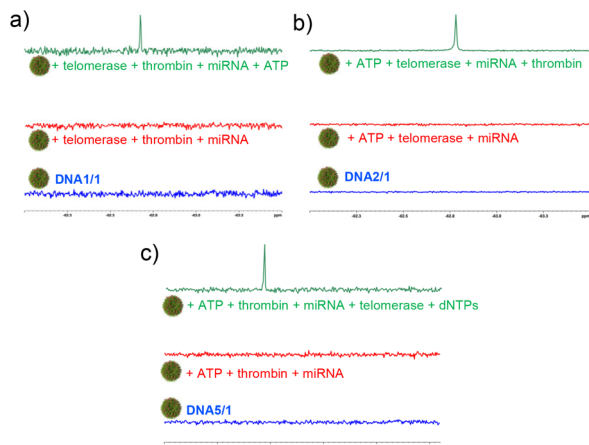 a)
+ telomerase + thrombin + miRNA + ATP
+ telomerase + thrombin + miRNA
DNA1/1
ppm
b)
+ ATP + telomerase + miRNA + thrombin
+ ATP + telomerase + miRNA
DNA2/1
c)
+ ATP + thrombin + miRNA + telomerase + dNTPs
+ ATP + thrombin + miRNA
DNA5/1